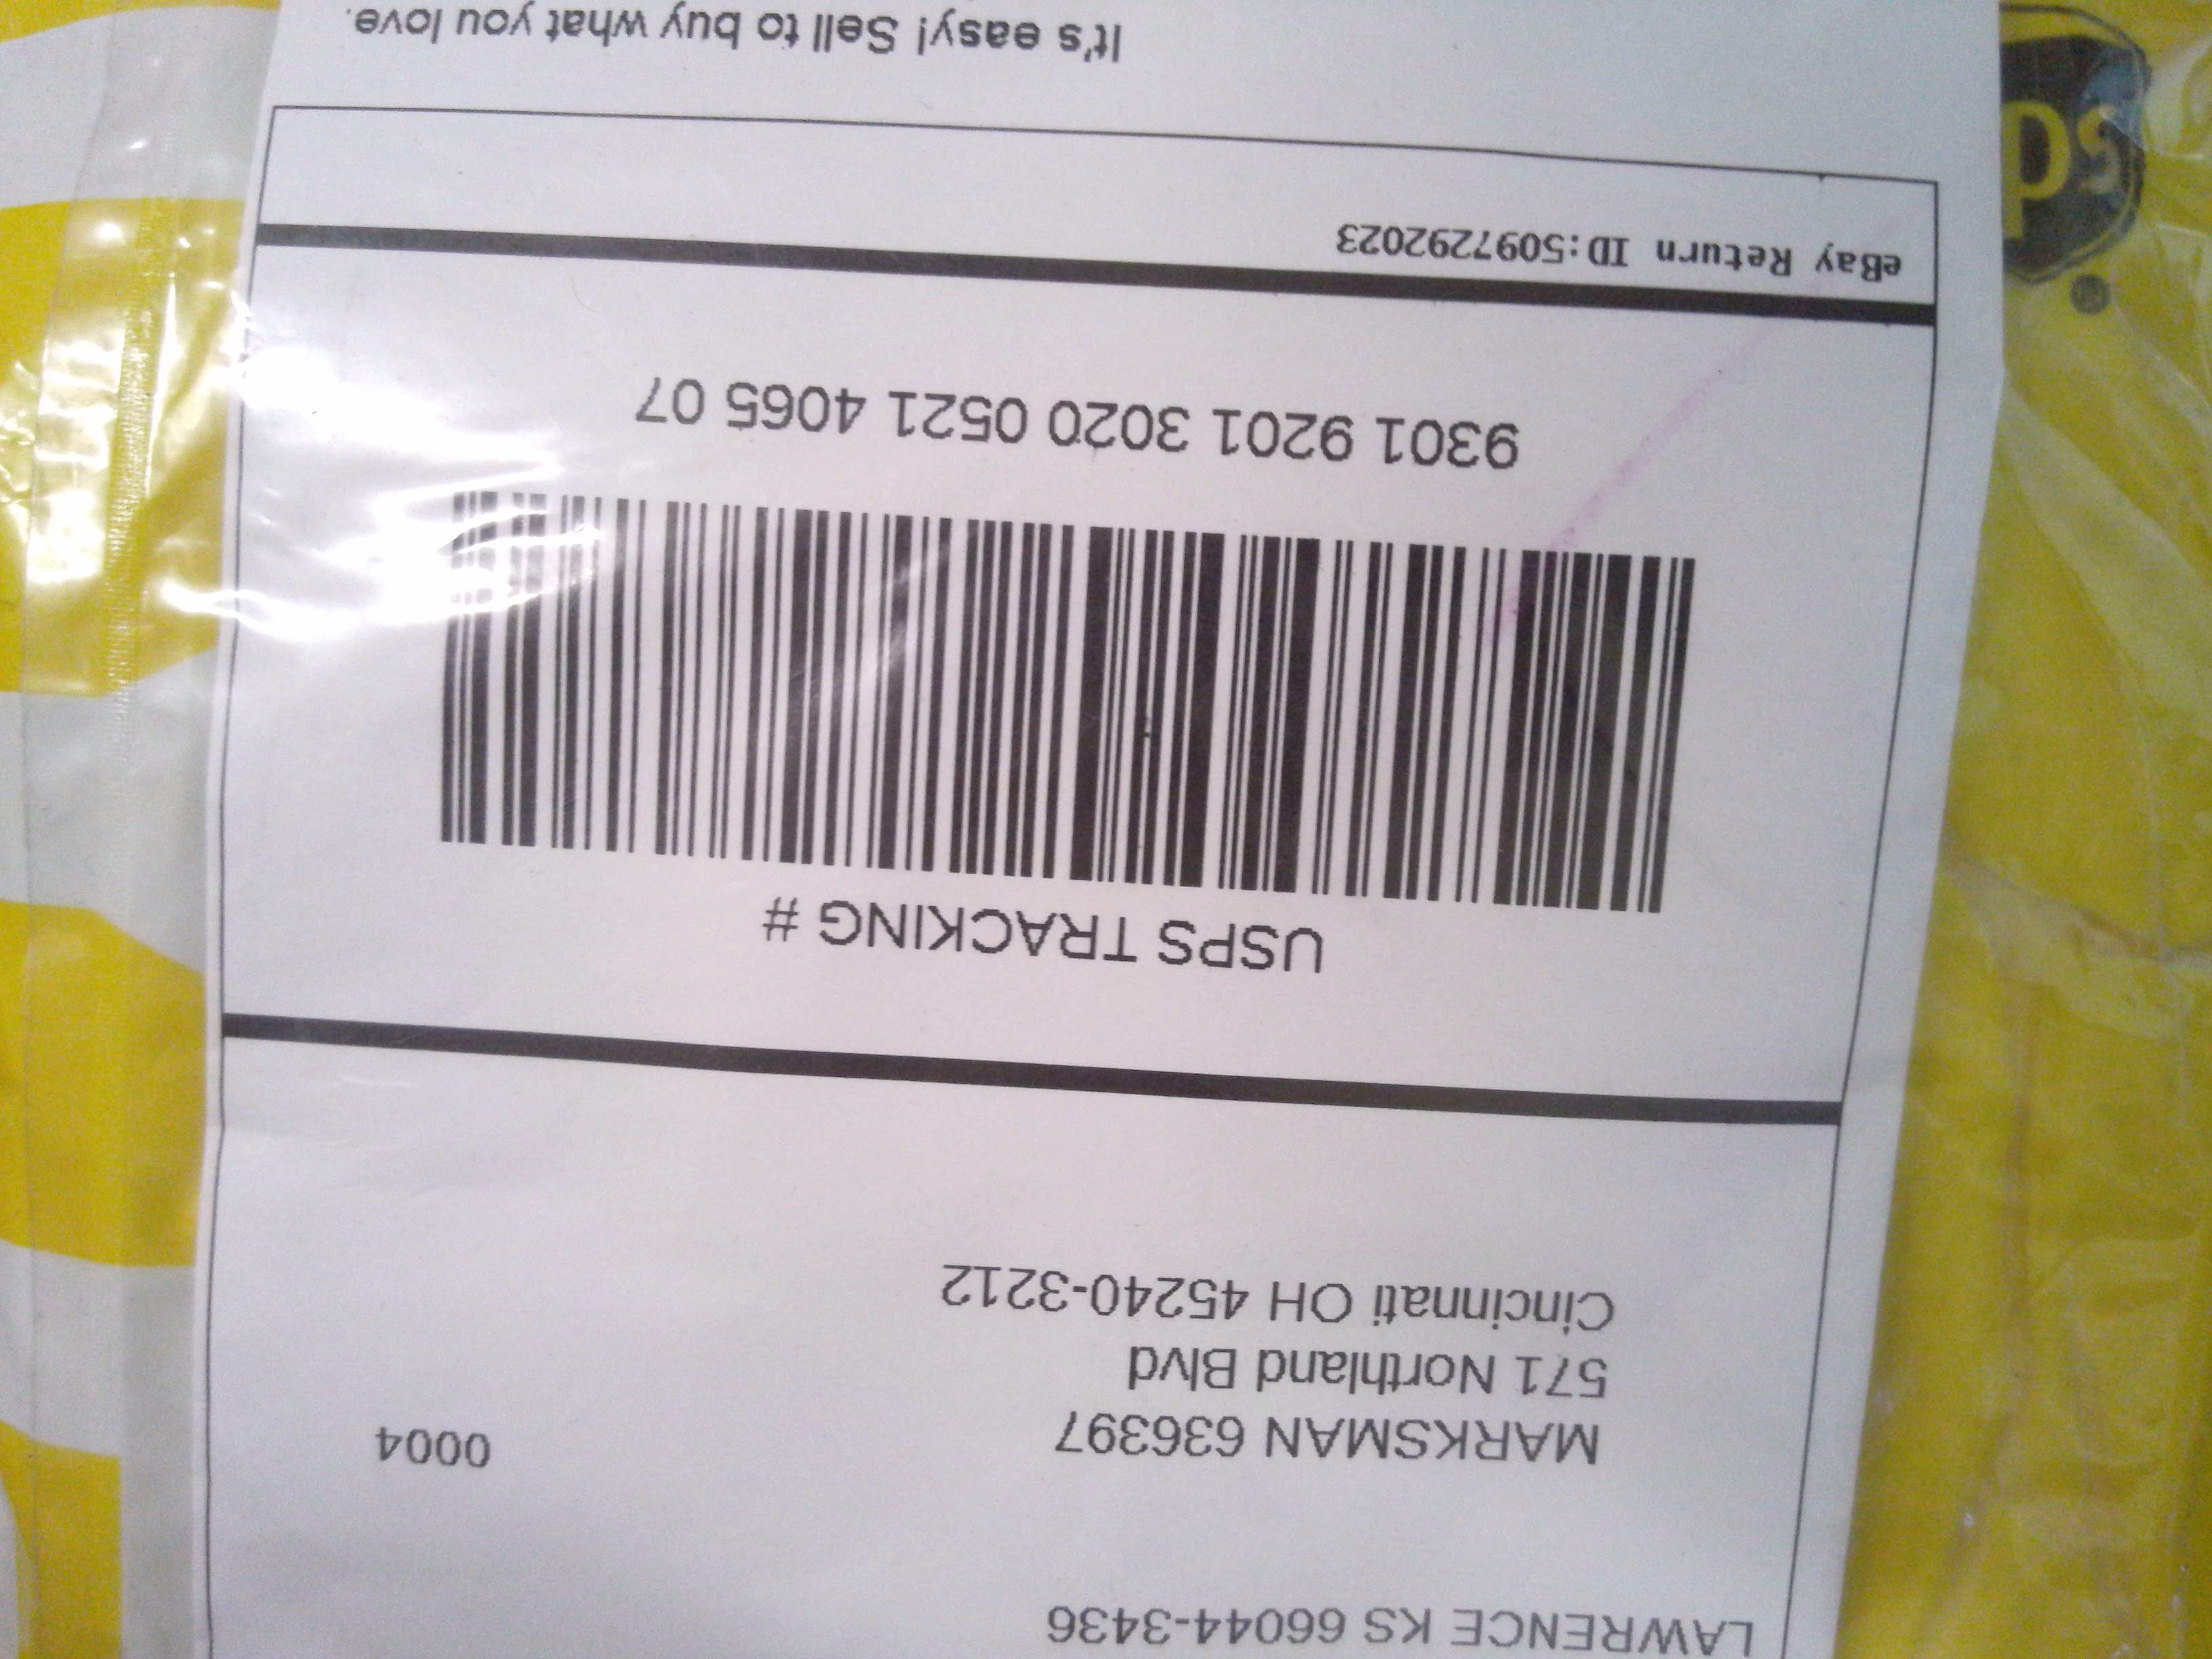 LAWRENCE KS 66044-3436
0004
MARKSMAN 636397
571 Northland Blvd
Cincinnati OH 45240-3212
USPS TRACKING #
9301 9201 3020 0521 4065 07
eBay Return ID:5097292023
It's easy! Sell to buy what you love.
ups
®